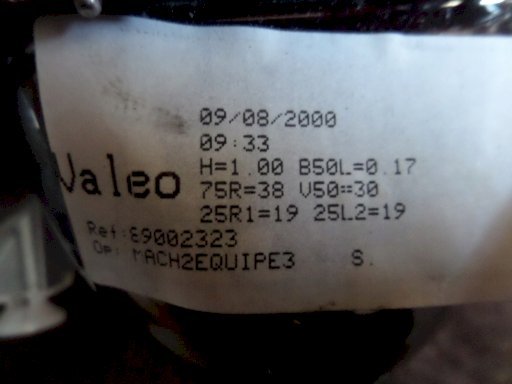 09/08/2000
09:33
H=1.00 B50L=0.17
Valeo
75R=38 V50=30
25R1=19 25L2=19
Ref:89002323
Op: MACH2EQUIPE3 S.